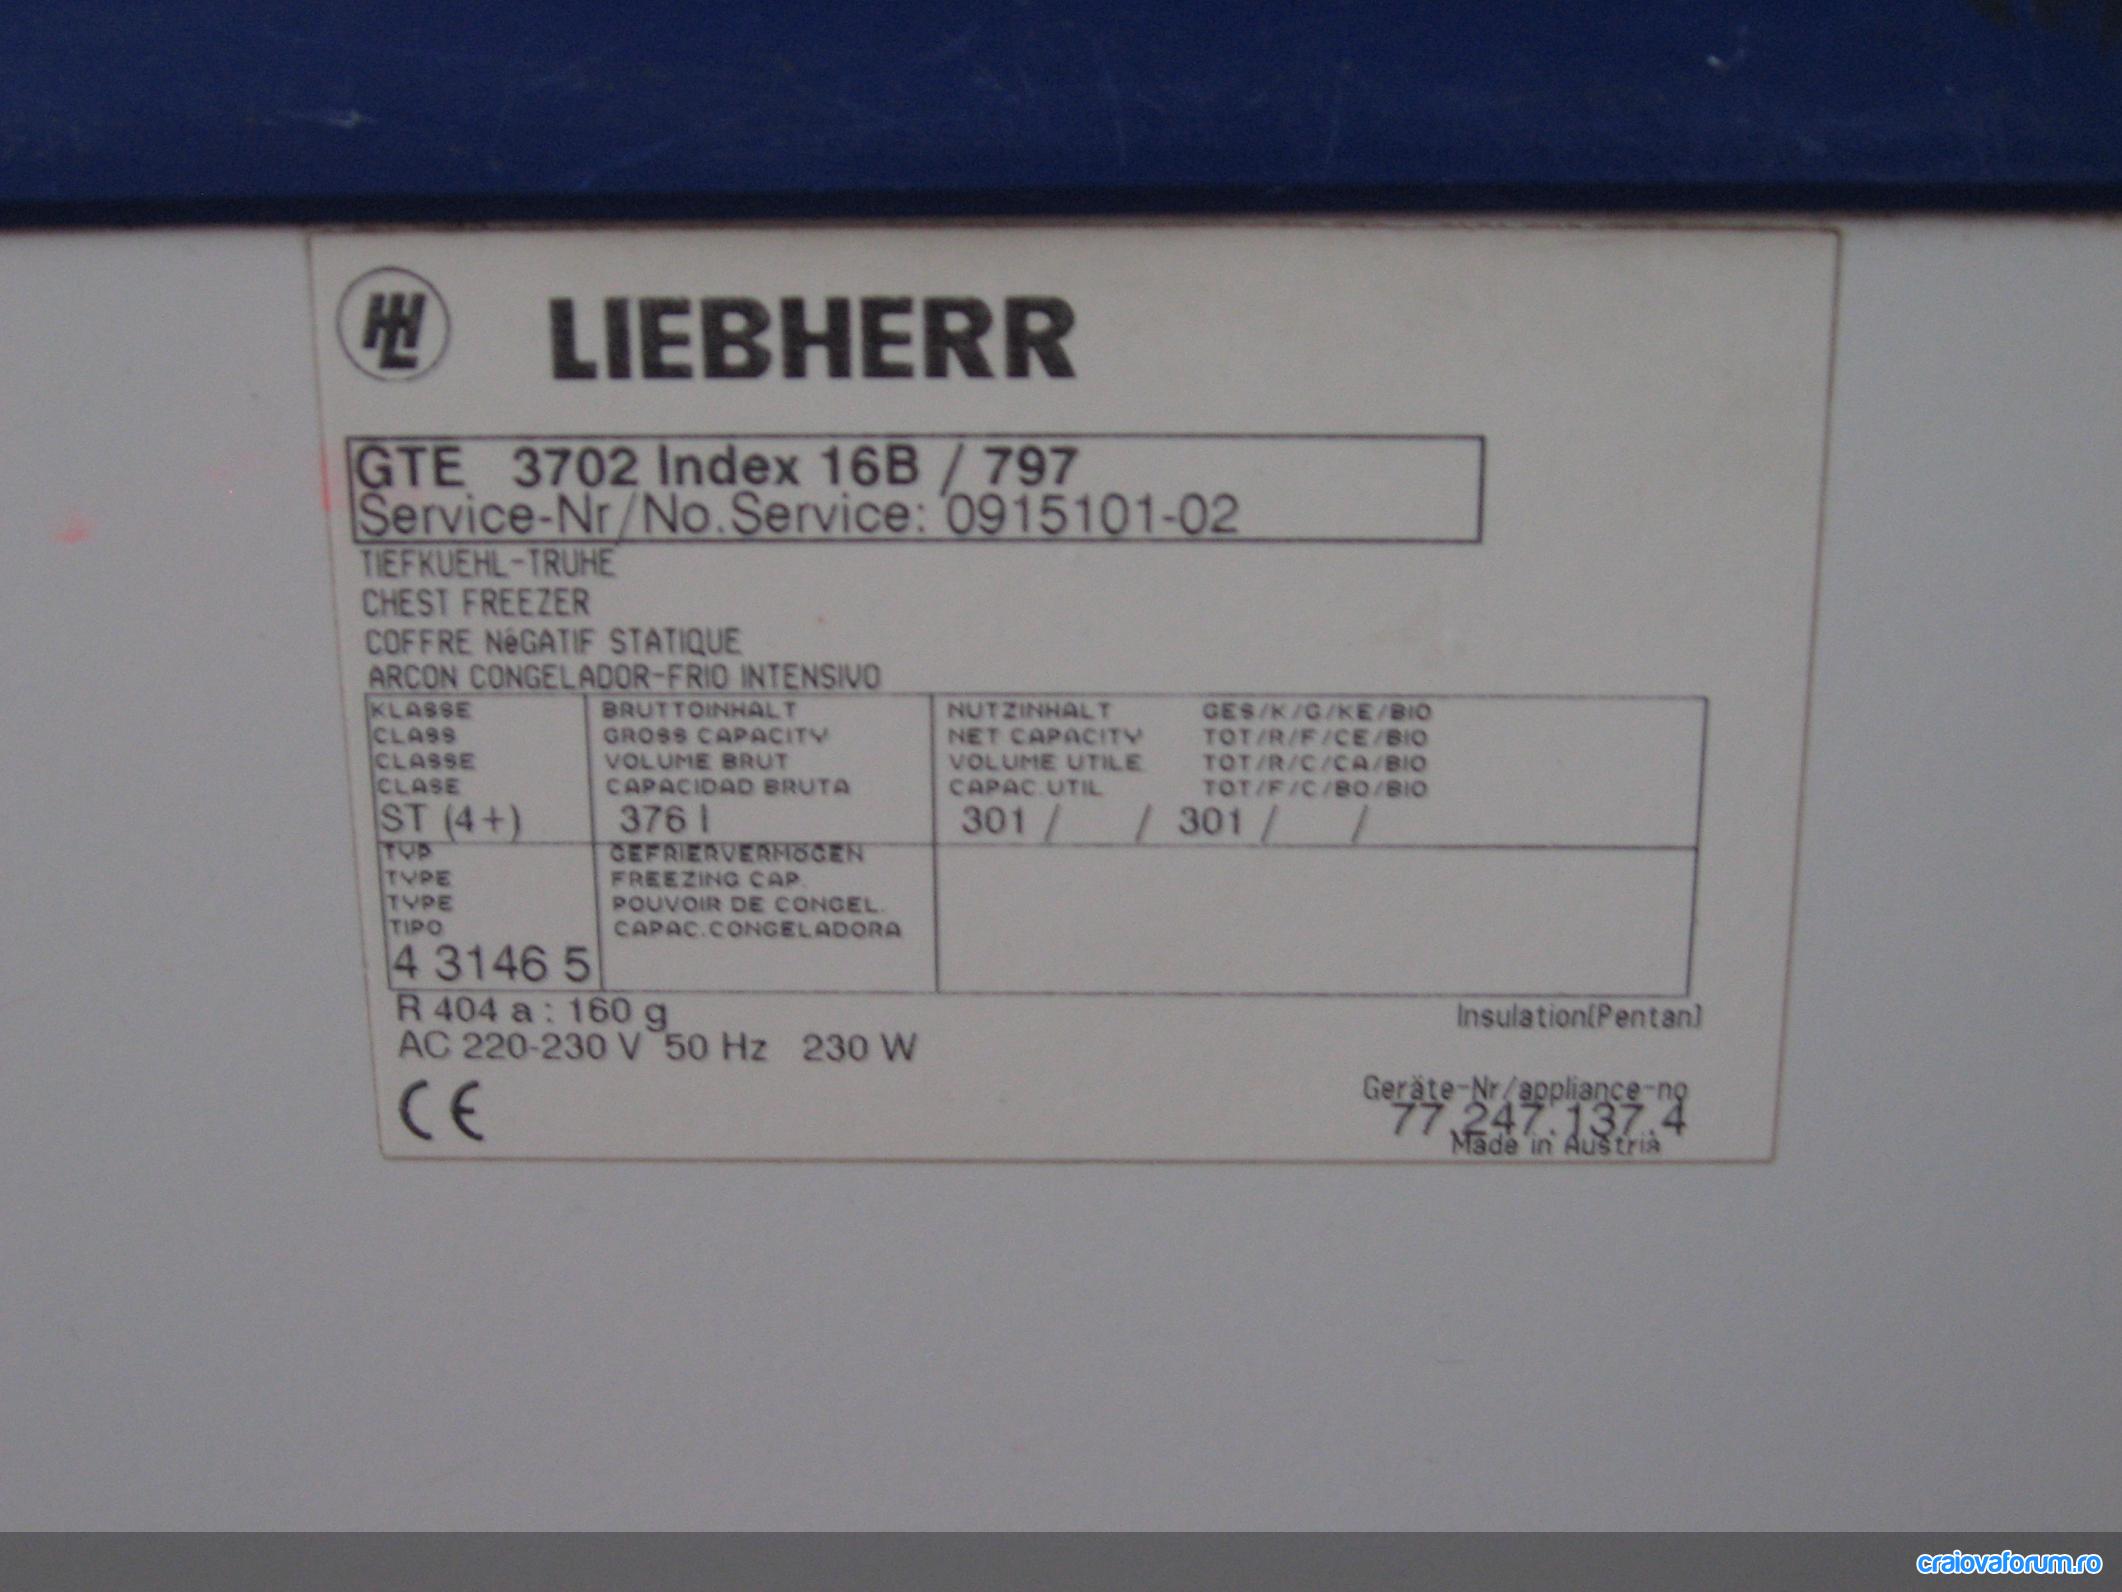 LIEBHERR
GTE 3702 Index 16B / 797
Service-Nr/No.Service: 0915101-02
TIEFKUEHL-TRUHE
CHEST FREEZER
COFFRE NéGATIF STATIQUE
ARCON CONGELADOR-FRIO INTENSIVO
KLASSE BRUTTOINHALT NUTZINHALT GES/K/G/KE/BIO
CLASS GROSS CAPACITY NET CAPACITY TOT/R/F/CE/BIO
CLASSE VOLUME BRUT VOLUME UTILE TOT/R/C/CA/BIO
CLASE CAPACIDAD BRUTA CAPAC.UTIL TOT/F/C/BO/BIO
ST (4+) 376 l 301 / / 301 / /
TYP GEFRIERVERMÖGEN
TYPE FREEZING CAP.
TYPE POUVOIR DE CONGEL.
TIPO CAPAC.CONGELADORA
4 3146 5
R 404 a : 160 g Insulation(Pentan)
AC 220-230 V 50 Hz 230 W
CE Geräte-Nr/appliance-no
77.247.137.4
Made in Austria
craiovaforum.ro